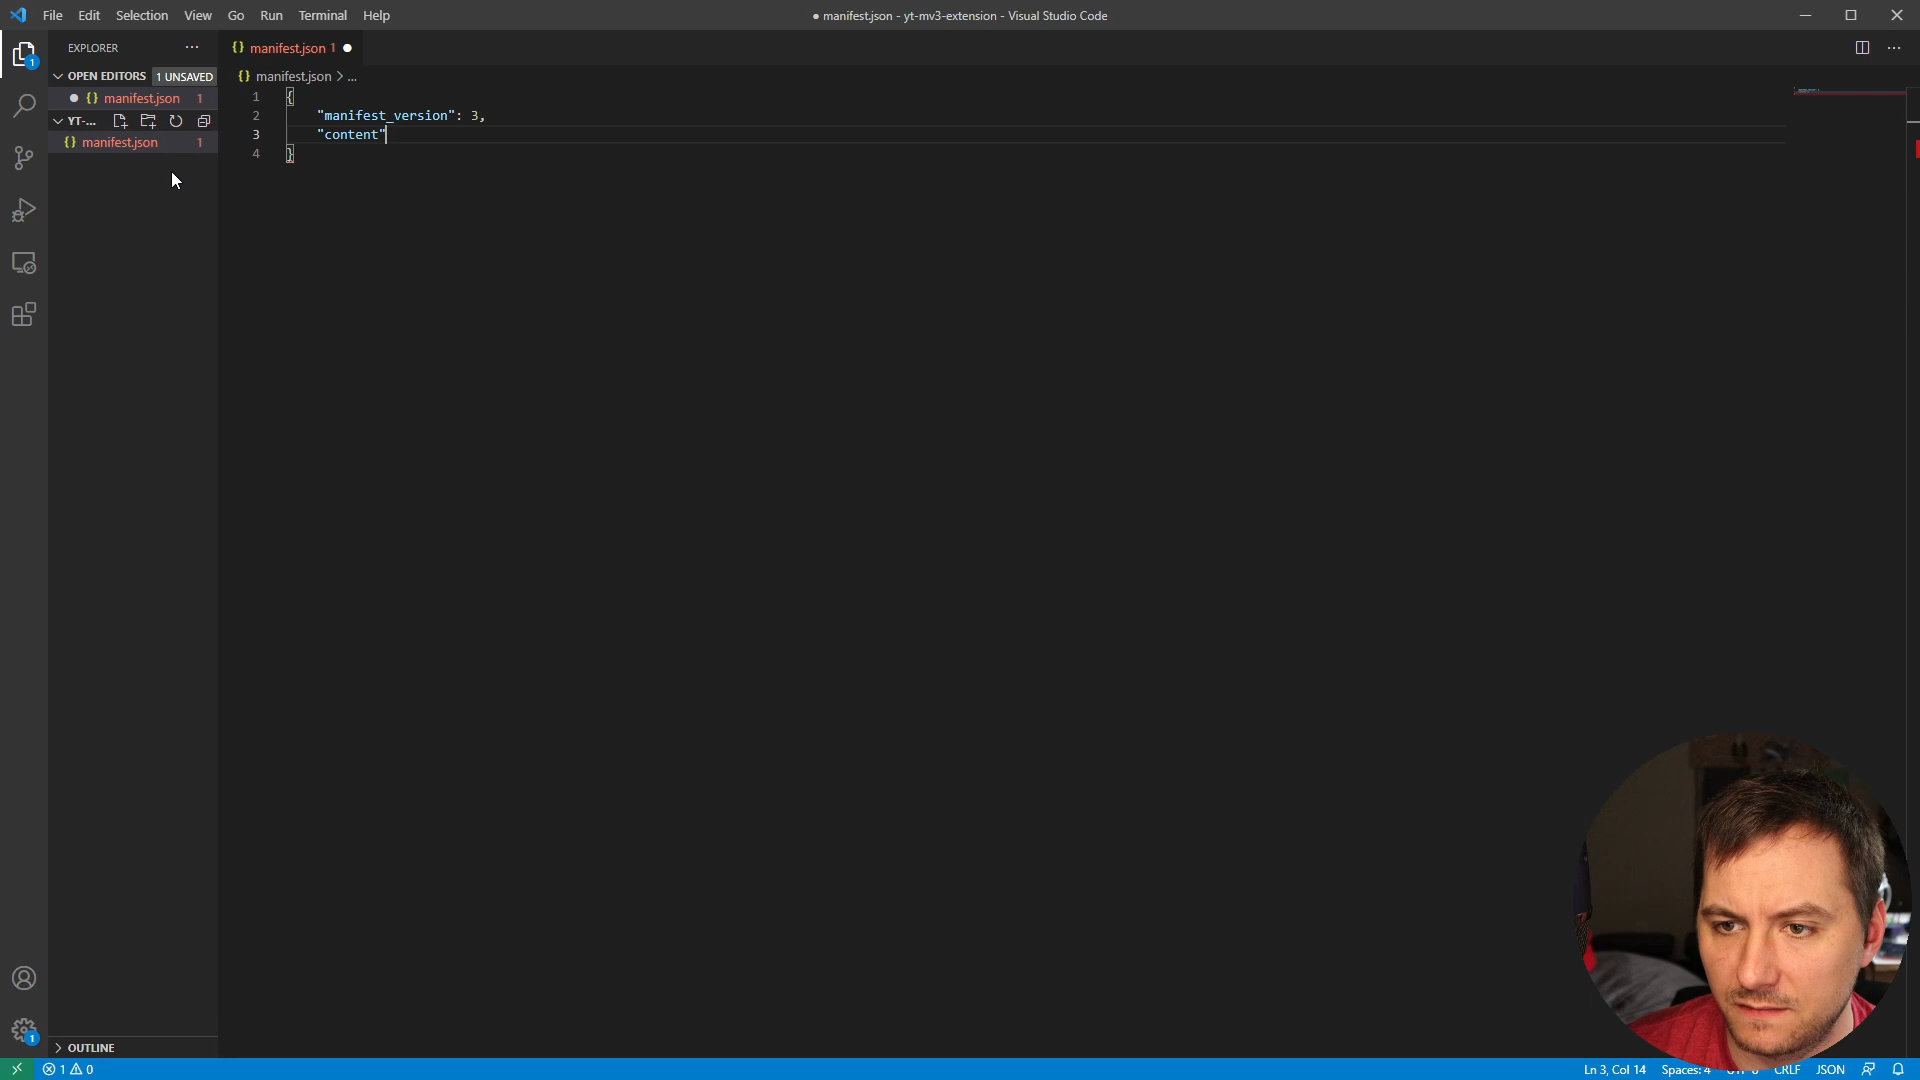 File Edit Selection View Go Run Terminal Help
● manifest.json - yt-mv3-extension - Visual Studio Code
EXPLORER
manifest.json 1
OPEN EDITORS 1 UNSAVED
manifest.json > ...
manifest.json 1
YT-...
manifest.json 1
1 {
2 "manifest_version": 3,
3 "content"
4 }
1
1
OUTLINE
1 0
Ln 3, Col 14 Spaces: 4 CRLF JSON